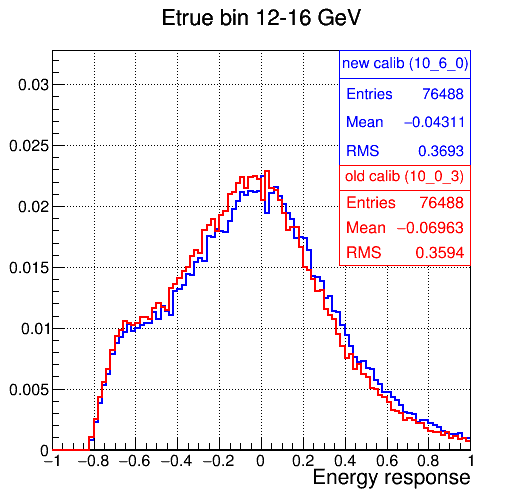 Etrue bin 12-16 GeV
new calib (10_6_0)
Entries 76488
Mean −0.04311
RMS 0.3693
old calib (10_0_3)
Entries 76488
Mean −0.06963
RMS 0.3594
0.03
0.025
0.02
0.015
0.01
0.005
0
−1 −0.8 −0.6 −0.4 −0.2 0 0.2 0.4 0.6 0.8 1
Energy response